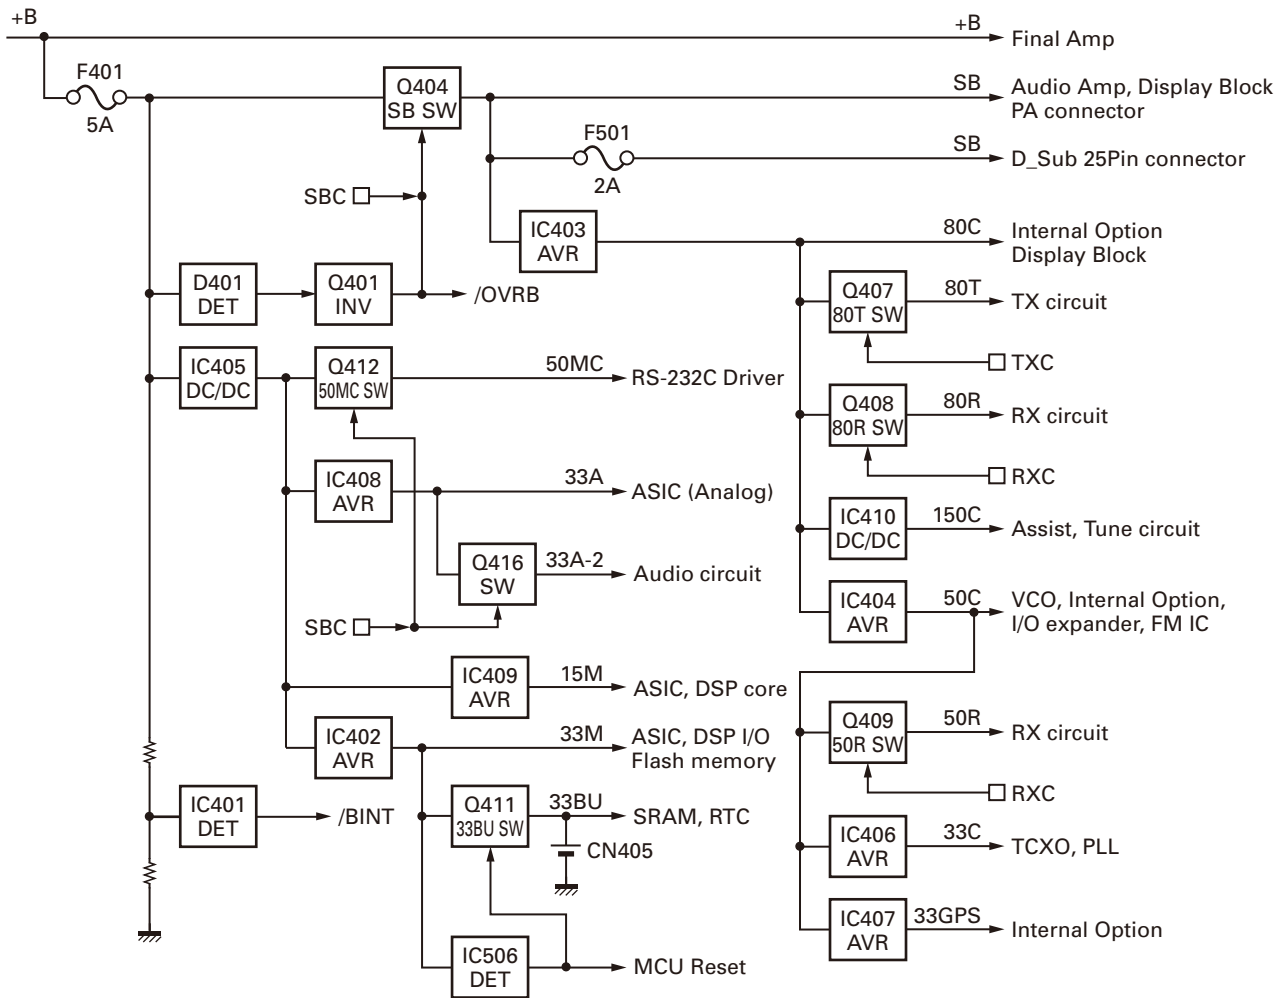 +B
+B
Final Amp
F401
5A
Q404
SB SW
SB
Audio Amp, Display Block
PA connector
F501
2A
SB
D_Sub 25Pin connector
SBC
IC403
AVR
80C
Internal Option
Display Block
D401
DET
Q401
INV
/OVRB
Q407
80T SW
80T
TX circuit
TXC
IC405
DC/DC
Q412
50MC SW
50MC
RS-232C Driver
Q408
80R SW
80R
RX circuit
RXC
IC408
AVR
33A
ASIC (Analog)
IC410
DC/DC
150C
Assist, Tune circuit
Q416
SW
33A-2
Audio circuit
IC404
AVR
50C
VCO, Internal Option,
I/O expander, FM IC
SBC
IC409
AVR
15M
ASIC, DSP core
Q409
50R SW
50R
RX circuit
RXC
IC402
AVR
33M
ASIC, DSP I/O
Flash memory
IC401
DET
/BINT
Q411
33BU SW
33BU
SRAM, RTC
CN405
IC406
AVR
33C
TCXO, PLL
IC407
AVR
33GPS
Internal Option
IC506
DET
MCU Reset